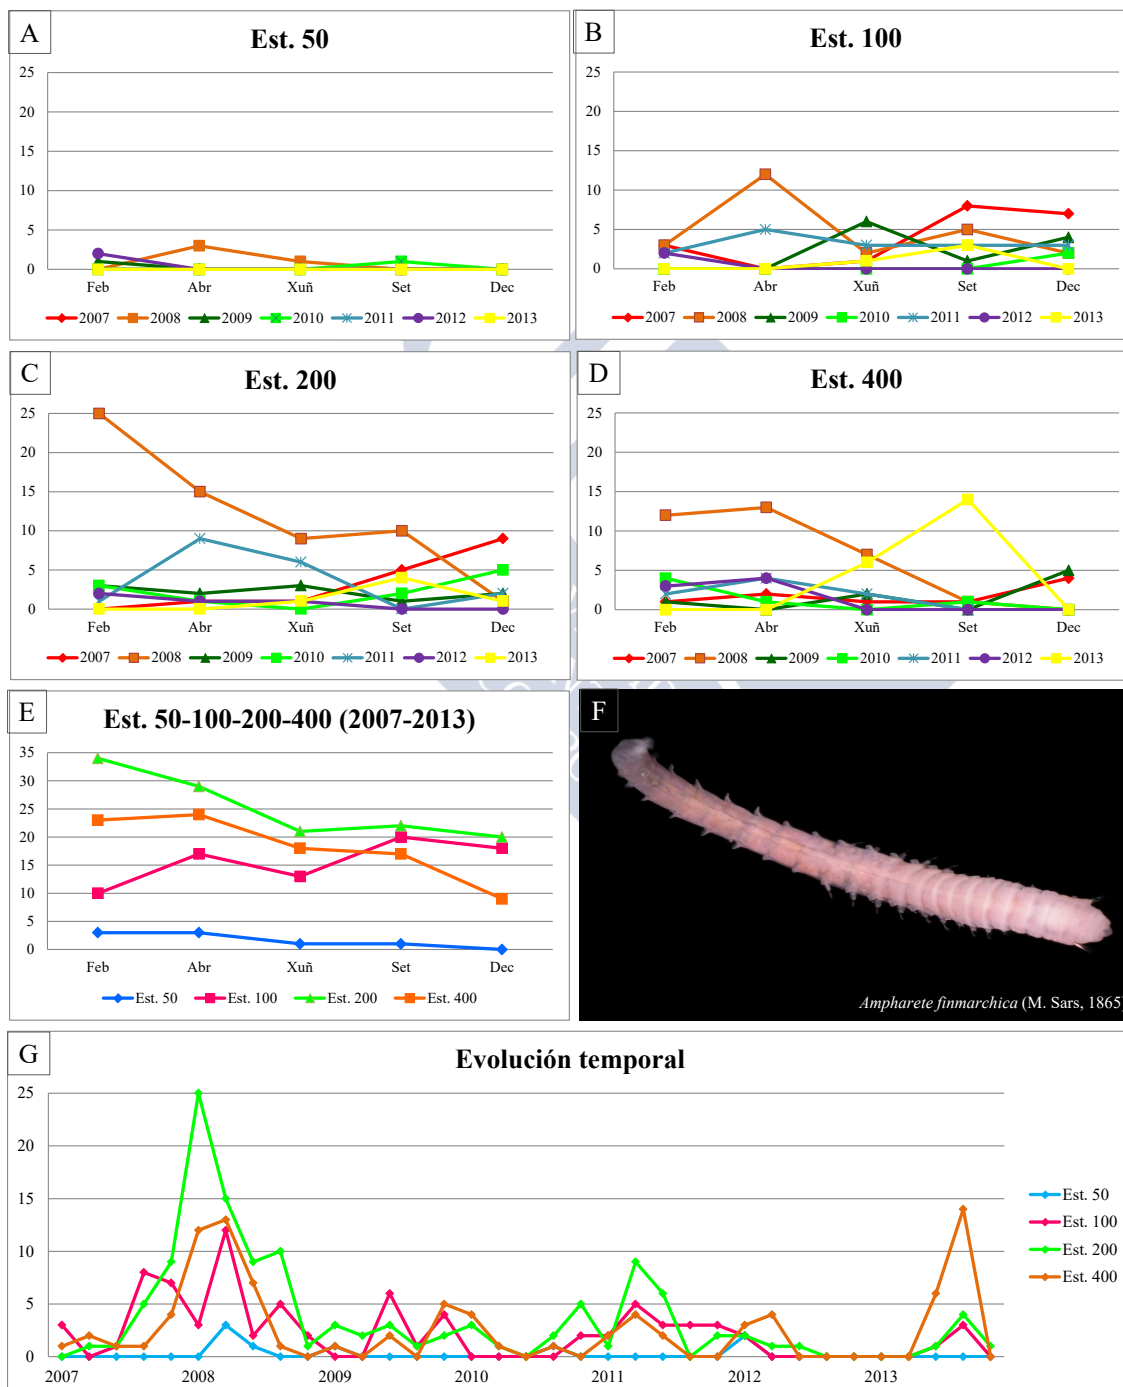 A
Est. 50
25
20
15
10
5
0
Feb Abr Xuñ Set Dec
2007 2008 2009 2010 2011 2012 2013
B
Est. 100
25
20
15
10
5
0
Feb Abr Xuñ Set Dec
2007 2008 2009 2010 2011 2012 2013
C
Est. 200
25
20
15
10
5
0
Feb Abr Xuñ Set Dec
2007 2008 2009 2010 2011 2012 2013
D
Est. 400
25
20
15
10
5
0
Feb Abr Xuñ Set Dec
2007 2008 2009 2010 2011 2012 2013
E
Est. 50-100-200-400 (2007-2013)
35
30
25
20
15
10
5
0
Feb Abr Xuñ Set Dec
Est. 50 Est. 100 Est. 200 Est. 400
F
Ampharete finmarchica (M. Sars, 1865)
G
Evolución temporal
25
20
15
10
5
0
2007 2008 2009 2010 2011 2012 2013
Est. 50
Est. 100
Est. 200
Est. 400